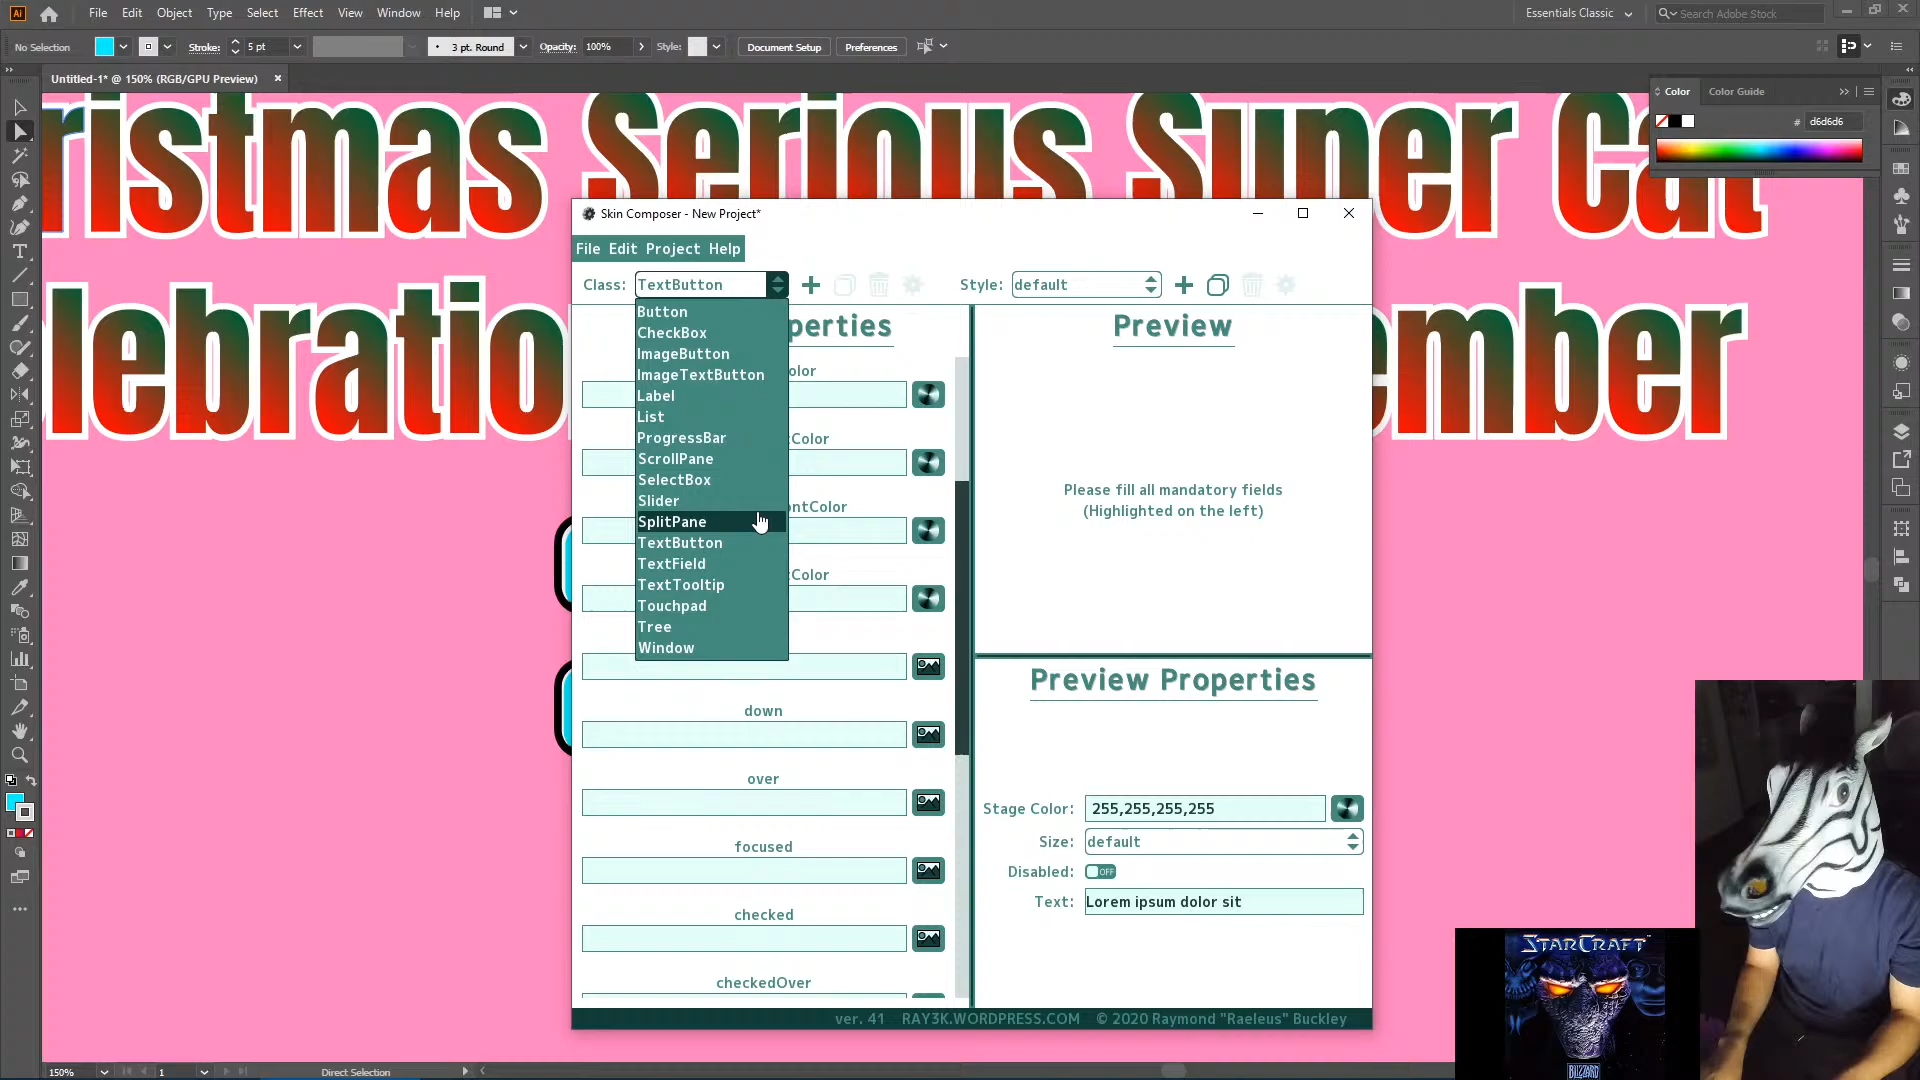 File Edit Object Type Select Effect View Window Help
Essentials Classic
Search Adobe Stock
No Selection
Stroke: 5 pt
3 pt. Round
Opacity: 100%
Style:
Document Setup
Preferences
Untitled-1* @ 150% (RGB/GPU Preview)
Color
Color Guide
# d6d6d6
ristmas Serious Super Cat
lebratio
ember
Skin Composer - New Project*
File Edit Project Help
Class: TextButton
Style: default
Button
CheckBox
ImageButton
ImageTextButton
Label
List
ProgressBar
ScrollPane
SelectBox
Slider
SplitPane
TextButton
TextField
TextTooltip
Touchpad
Tree
Window
perties
olor
Color
ntColor
tColor
down
over
focused
checked
checkedOver
Preview
Please fill all mandatory fields
(Highlighted on the left)
Preview Properties
Stage Color: 255,255,255,255
Size: default
Disabled: OFF
Text: Lorem ipsum dolor sit
ver. 41 RAY3K.WORDPRESS.COM © 2020 Raymond "Raeleus" Buckley
STARCRAFT
BLIZZARD
150%
1
Direct Selection